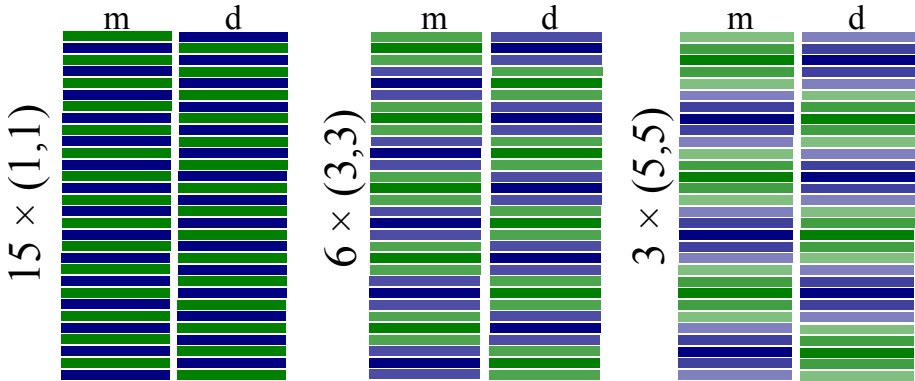 m d m d m d
15 × (1,1)
6 × (3,3)
3 × (5,5)